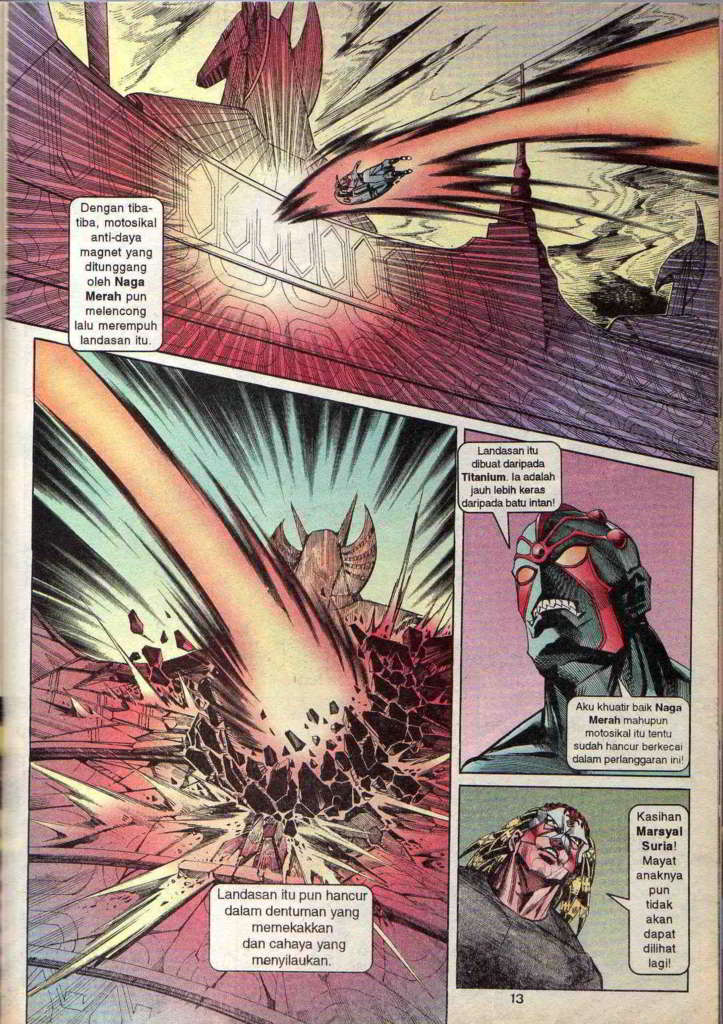 Dengan tiba-
tiba, motosikal
anti-daya
magnet yang
ditunggang
oleh Naga
Merah pun
melencong
lalu merempuh
landasan itu.
Landasan itu
dibuat daripada
Titanium. Ia adalah
jauh lebih keras
daripada batu intan!
Aku khuatir baik Naga
Merah mahupun
motosikal itu tentu
sudah hancur berkecai
dalam perlanggaran ini!
Landasan itu pun hancur
dalam dentuman yang
memekakkan
dan cahaya yang
menyilaukan.
Kasihan
Marsyal
Suria!
Mayat
anaknya
pun
tidak
akan
dapat
dilihat
lagi!
13